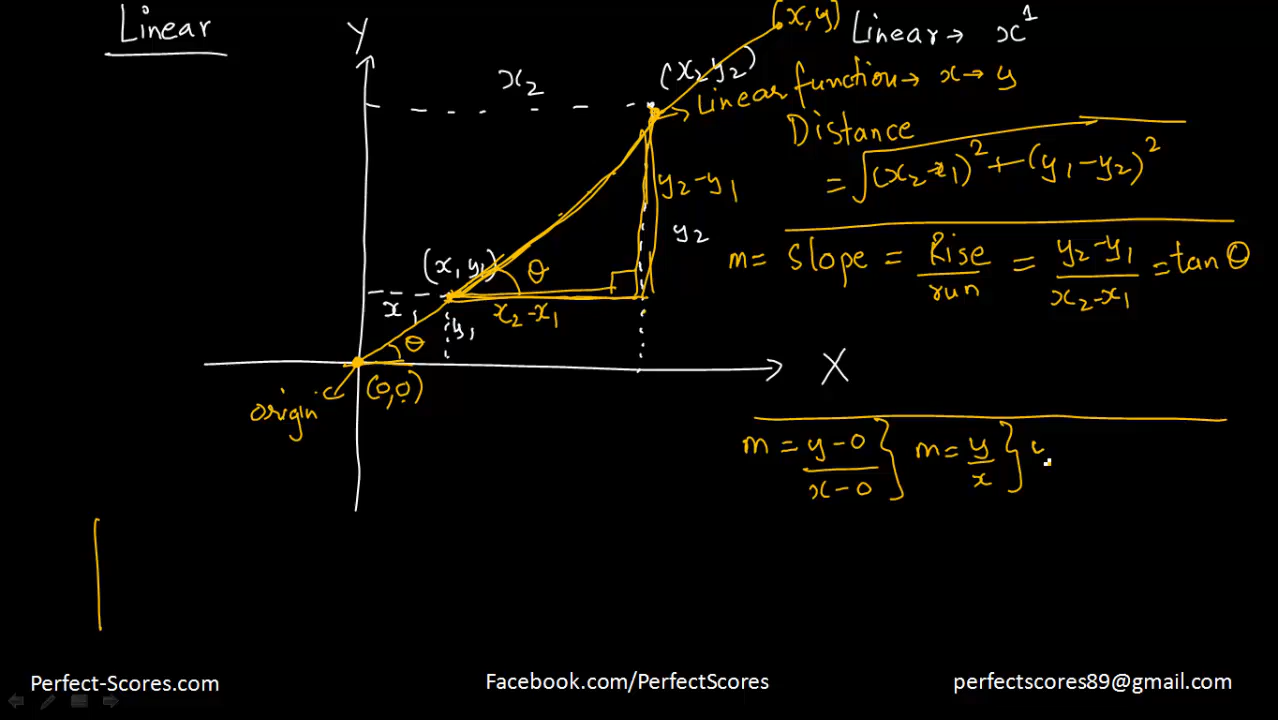 Linear
Y
(x, y)
Linear → x¹
x₂
(x₂ y₂)
Linear function → x → y
Distance
= √(x₂-x₁)² + (y₁-y₂)²
y₂-y₁
y₂
m = Slope = Rise/run = y₂-y₁/x₂-x₁ = tan θ
(x, y₁)
θ
x₁
x₂-x₁
y₁
θ
X
origin
(0,0)
m = y-0/x-0 } m = y/x }
Perfect-Scores.com
Facebook.com/PerfectScores
perfectscores89@gmail.com